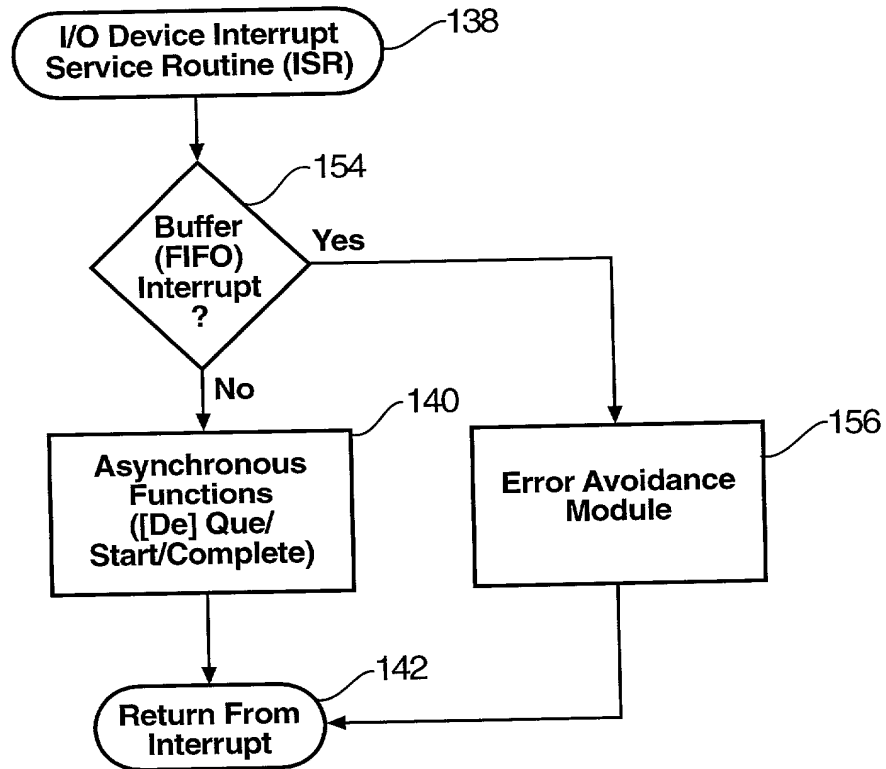 I/O Device Interrupt
Service Routine (ISR)
138
154
Buffer
(FIFO)
Interrupt
?
Yes
No
140
Asynchronous
Functions
([De] Que/
Start/Complete)
156
Error Avoidance
Module
142
Return From
Interrupt